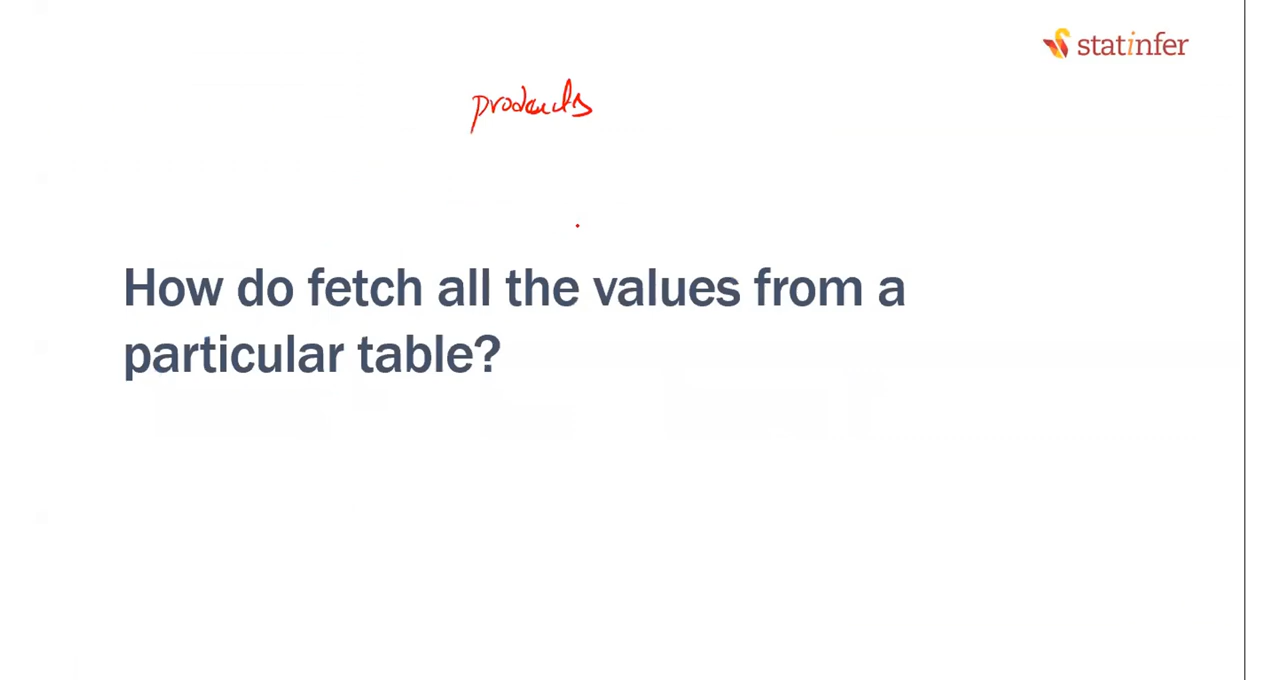 statinfer
products
How do fetch all the values from a
particular table?